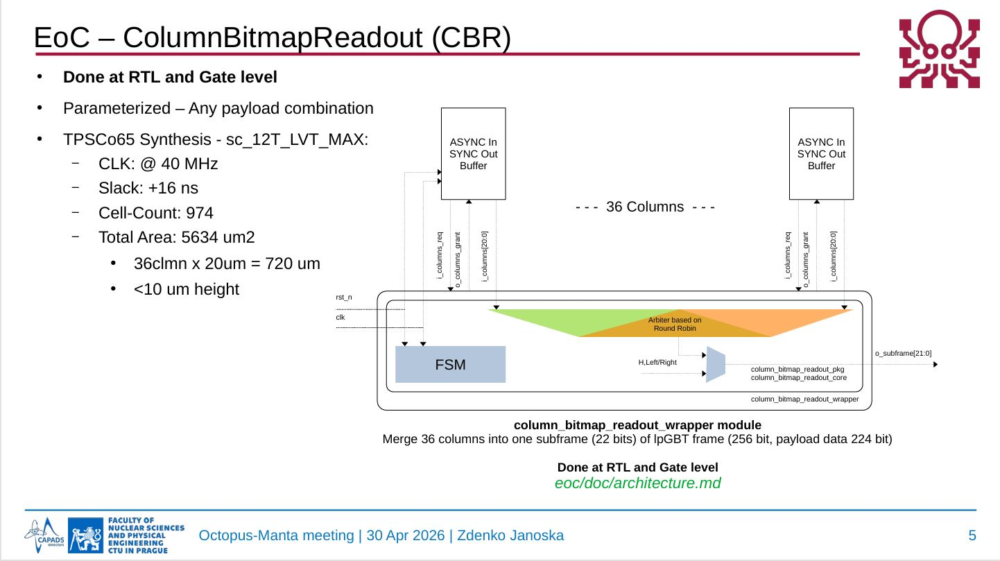 EoC – ColumnBitmapReadout (CBR)
• Done at RTL and Gate level
• Parameterized – Any payload combination
• TPSCo65 Synthesis - sc_12T_LVT_MAX:
– CLK: @ 40 MHz
– Slack: +16 ns
– Cell-Count: 974
– Total Area: 5634 um2
• 36clmn x 20um = 720 um
• <10 um height
ASYNC In
SYNC Out
Buffer
ASYNC In
SYNC Out
Buffer
- - - 36 Columns - - -
i_columns_req
o_columns_grant
i_columns[20:0]
i_columns_req
o_columns_grant
i_columns[20:0]
rst_n
clk
Arbiter based on
Round Robin
FSM
H,Left/Right
o_subframe[21:0]
column_bitmap_readout_pkg
column_bitmap_readout_core
column_bitmap_readout_wrapper
column_bitmap_readout_wrapper module
Merge 36 columns into one subframe (22 bits) of lpGBT frame (256 bit, payload data 224 bit)
Done at RTL and Gate level
eoc/doc/architecture.md
CAPADS
detectors
FACULTY OF
NUCLEAR SCIENCES
AND PHYSICAL
ENGINEERING
CTU IN PRAGUE
Octopus-Manta meeting | 30 Apr 2026 | Zdenko Janoska
5